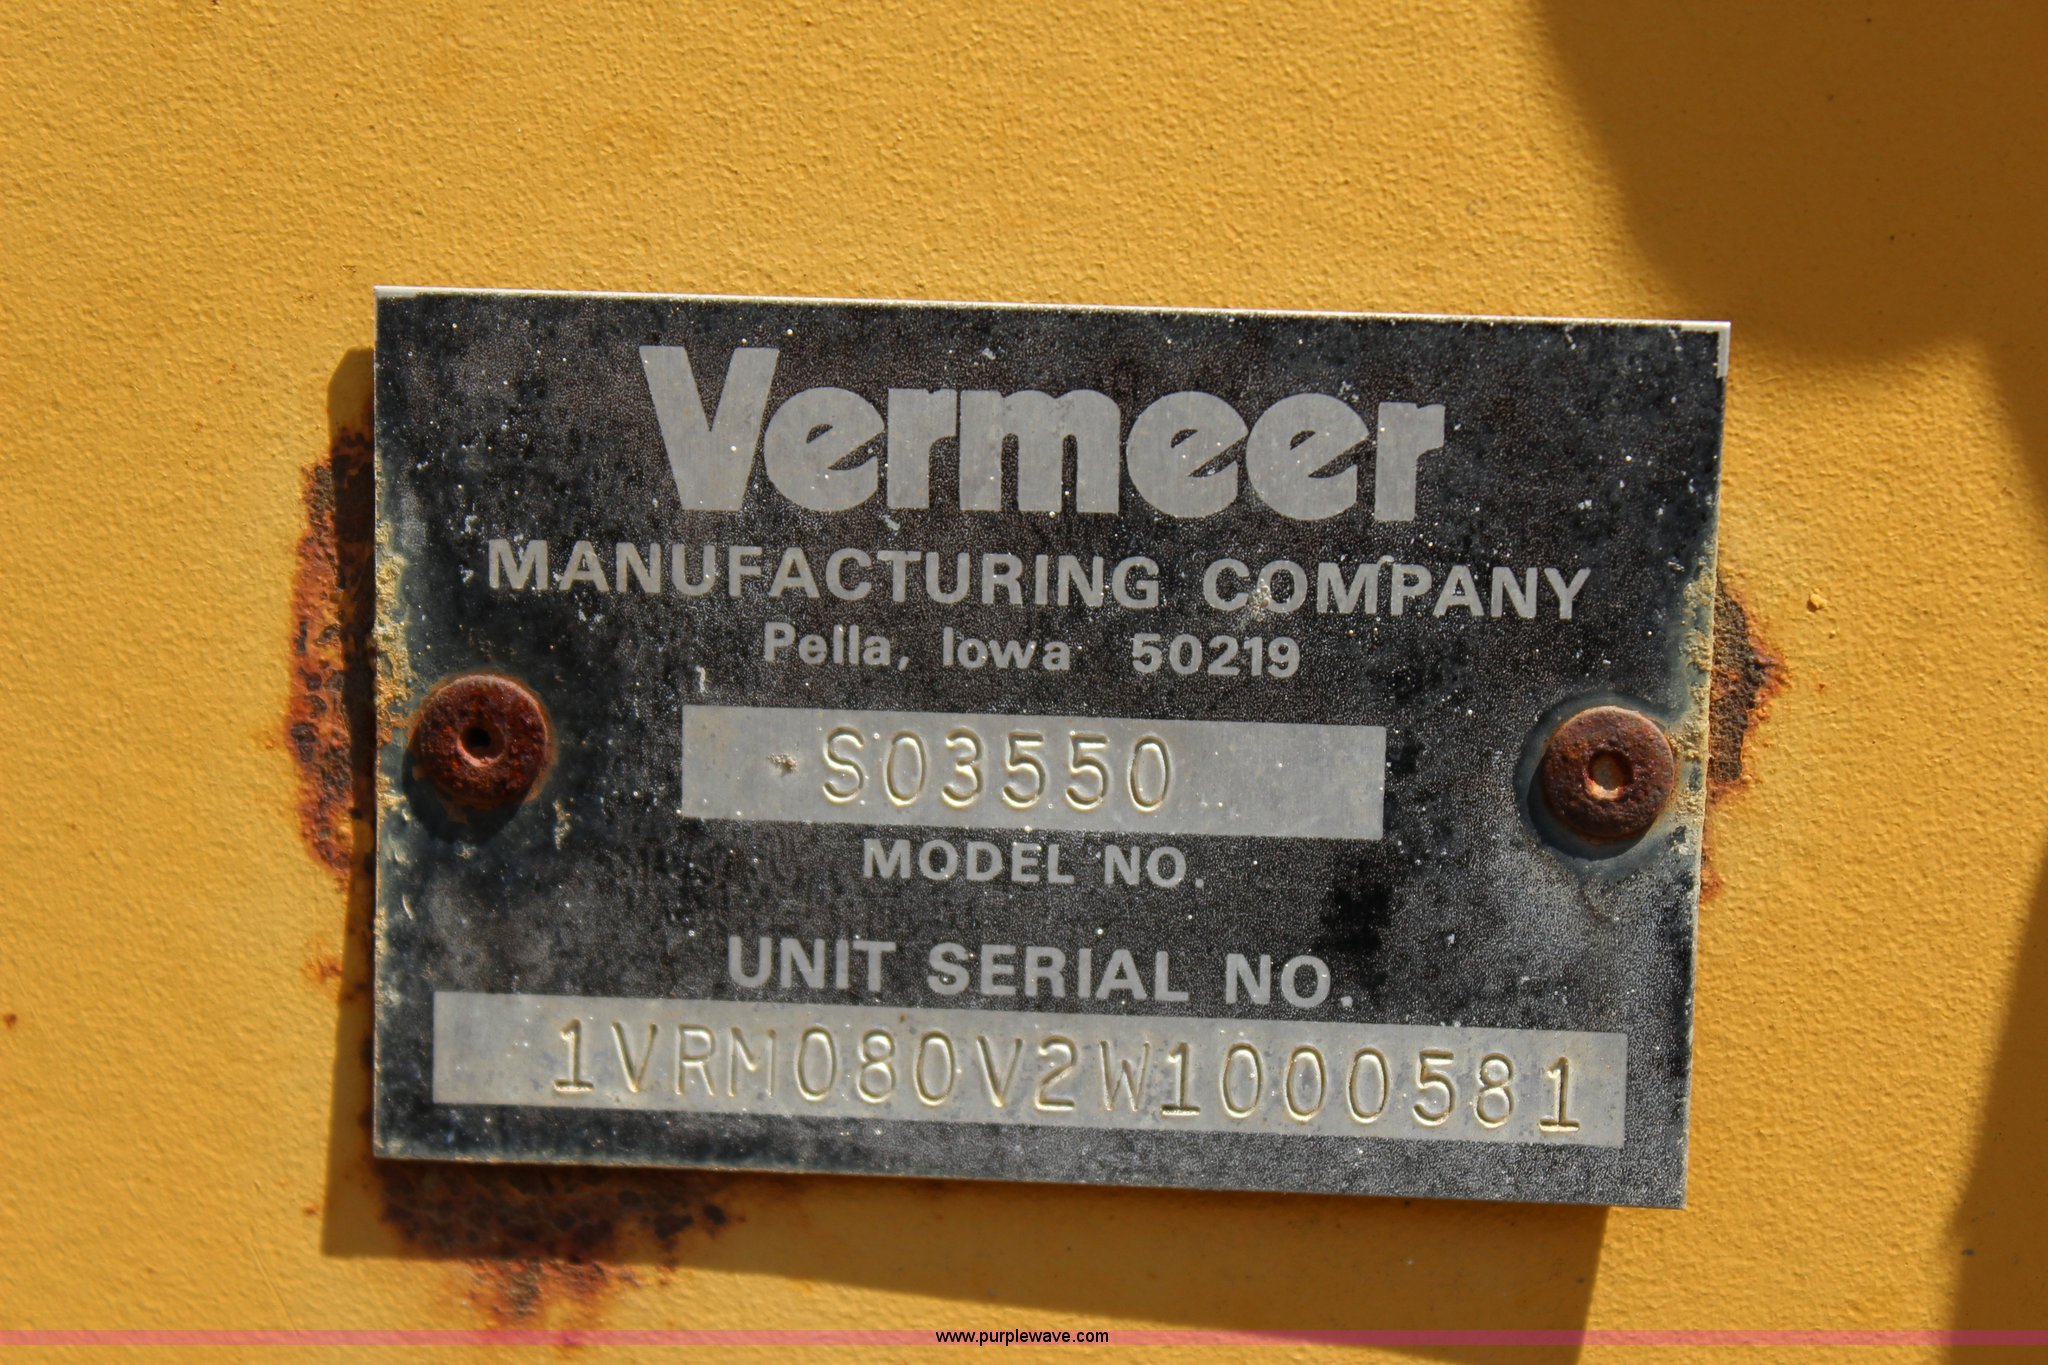 Vermeer
MANUFACTURING COMPANY
Pella, Iowa 50219
S03550
MODEL NO.
UNIT SERIAL NO.
1VRM080V2W1000581
www.purplewave.com